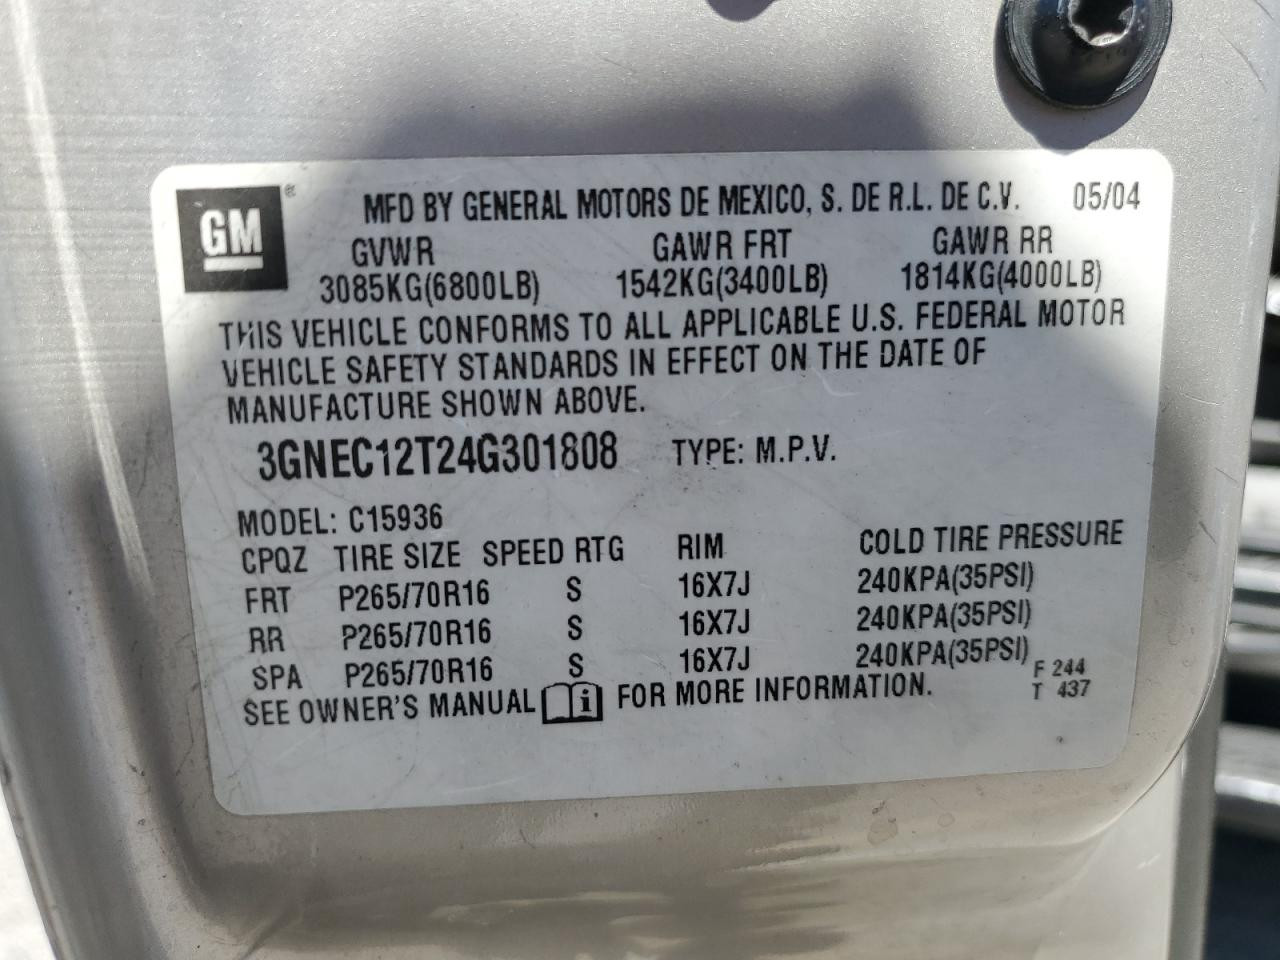 GM ® MFD BY GENERAL MOTORS DE MEXICO, S. DE R.L. DE C.V. 05/04
GVWR GAWR FRT GAWR RR
3085KG(6800LB) 1542KG(3400LB) 1814KG(4000LB)
THIS VEHICLE CONFORMS TO ALL APPLICABLE U.S. FEDERAL MOTOR
VEHICLE SAFETY STANDARDS IN EFFECT ON THE DATE OF
MANUFACTURE SHOWN ABOVE.
3GNEC12T24G301808 TYPE: M.P.V.
MODEL: C15936
CPQZ TIRE SIZE SPEED RTG RIM COLD TIRE PRESSURE
FRT P265/70R16 S 16X7J 240KPA(35PSI)
RR P265/70R16 S 16X7J 240KPA(35PSI)
SPA P265/70R16 S 16X7J 240KPA(35PSI) F 244
SEE OWNER'S MANUAL i FOR MORE INFORMATION. T 437